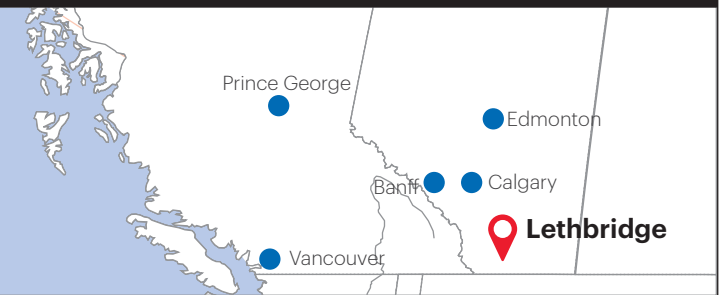 Prince George
Edmonton
Banff
Calgary
Lethbridge
Vancouver